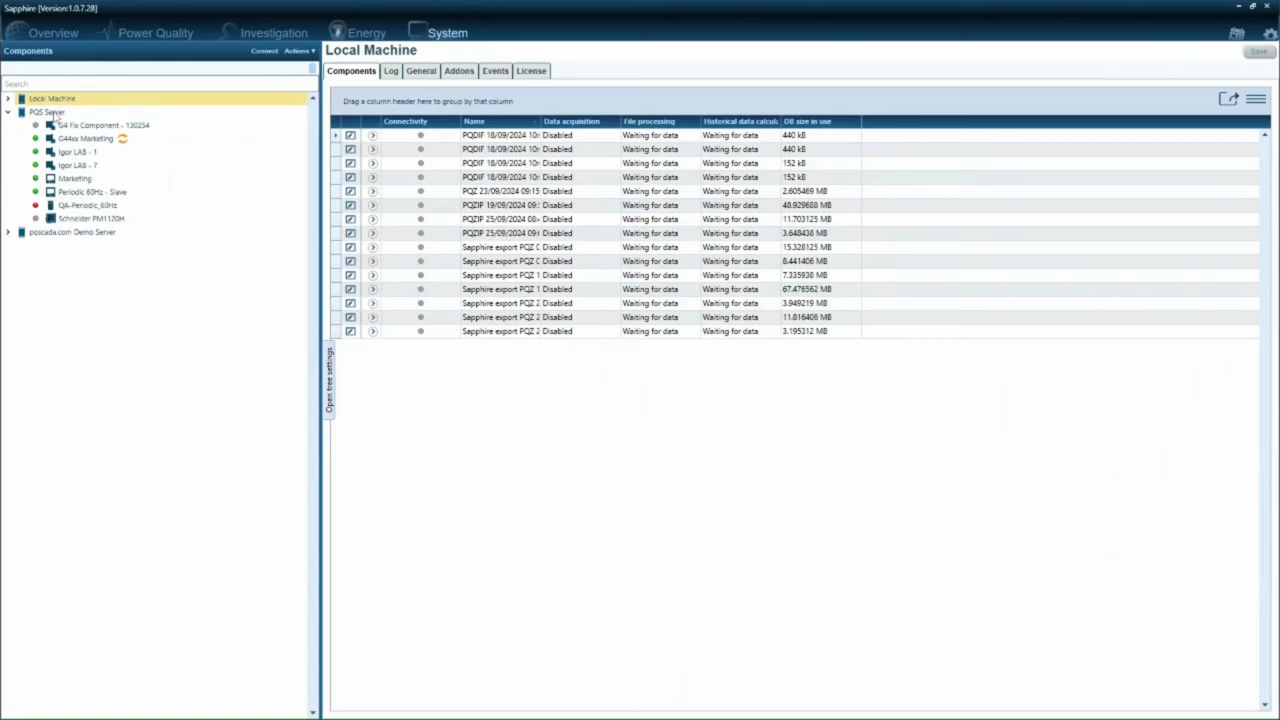 Sapphire [Version:1.0.7.28]
Overview Power Quality Investigation Energy System
Components Connect Actions
Search
Local Machine
PQS Server
G4 Fix Component - 130254
G44xx Marketing
Igor LAB - 1
Igor LAB - 7
Marketing
Periodic 60Hz - Slave
QA-Periodic_60Hz
Schneider PM1120H
pqscada.com Demo Server
Local Machine
Save
Components Log General Addons Events License
Drag a column header here to group by that column
Connectivity Name Data acquisition File processing Historical data calcul DB size in use
PQDIF 18/09/2024 10: Disabled Waiting for data Waiting for data 440 kB
PQDIF 18/09/2024 10: Disabled Waiting for data Waiting for data 440 kB
PQDIF 18/09/2024 10: Disabled Waiting for data Waiting for data 152 kB
PQDIF 18/09/2024 10: Disabled Waiting for data Waiting for data 152 kB
PQZ 23/09/2024 09:15 Disabled Waiting for data Waiting for data 2.605469 MB
PQZIP 19/09/2024 09: Disabled Waiting for data Waiting for data 48.929688 MB
PQZIP 25/09/2024 08: Disabled Waiting for data Waiting for data 11.703125 MB
PQZIP 25/09/2024 09: Disabled Waiting for data Waiting for data 3.648438 MB
Sapphire export PQZ Disabled Waiting for data Waiting for data 15.328125 MB
Sapphire export PQZ Disabled Waiting for data Waiting for data 8.441406 MB
Sapphire export PQZ 1 Disabled Waiting for data Waiting for data 7.335938 MB
Sapphire export PQZ 1 Disabled Waiting for data Waiting for data 67.476562 MB
Sapphire export PQZ 2 Disabled Waiting for data Waiting for data 3.949219 MB
Sapphire export PQZ 2 Disabled Waiting for data Waiting for data 11.816406 MB
Sapphire export PQZ 2 Disabled Waiting for data Waiting for data 3.195312 MB
Open tree settings